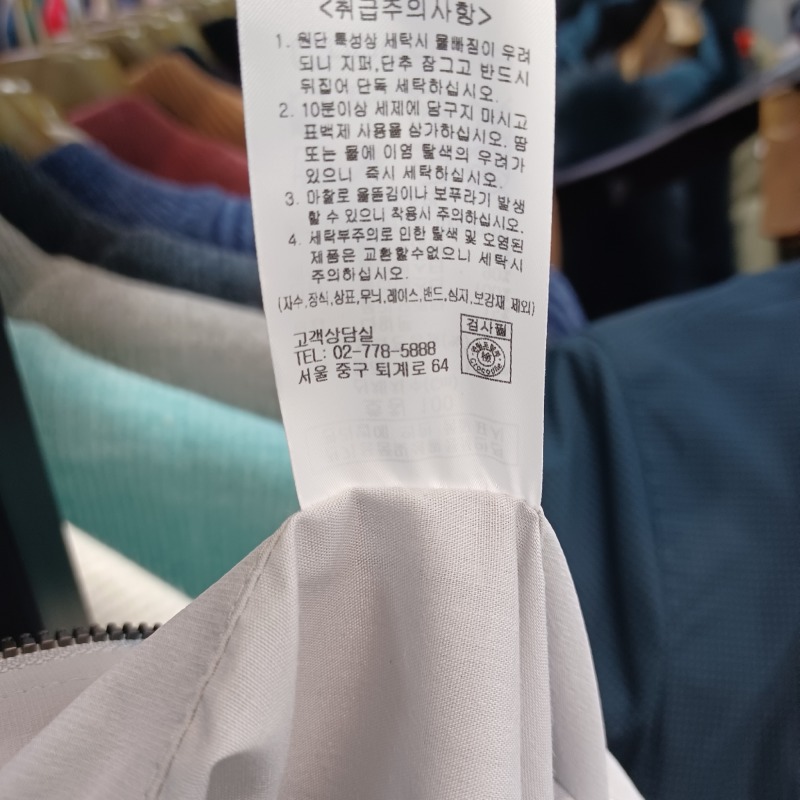 <취급주의사항>
1. 원단 특성상 세탁시 물빠짐이 우려
되니 지퍼,단추 잠그고 반드시
뒤집어 단독 세탁하십시오.
2. 10분이상 세제에 담구지 마시고
표백제 사용을 삼가하십시오. 땀
또는 물에 이염 탈색의 우려가
있으니 즉시 세탁하십시오.
3. 마찰로 올뜯김이나 보푸라기 발생
할 수 있으니 착용시 주의하십시오.
4. 세탁부주의로 인한 탈색 및 오염된
제품은 교환할수없으니 세탁시
주의하십시오.
(자수,장식,상표,무늬,레이스,밴드,심지,보강재 제외)
고객상담실
TEL: 02-778-5888
서울 중구 퇴계로 64
검사필
CROCODILE